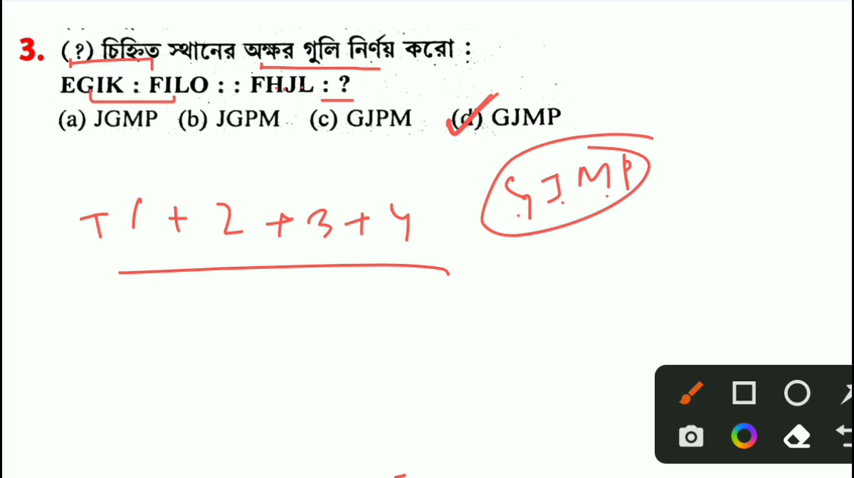 3. (?) চিহ্নিত স্থানের অক্ষর গুলি নির্ণয় করো :
EGIK : FILO : : FHJL : ?
(a) JGMP (b) JGPM (c) GJPM (d) GJMP
+1 + 2 + 3 + 4
GJMP